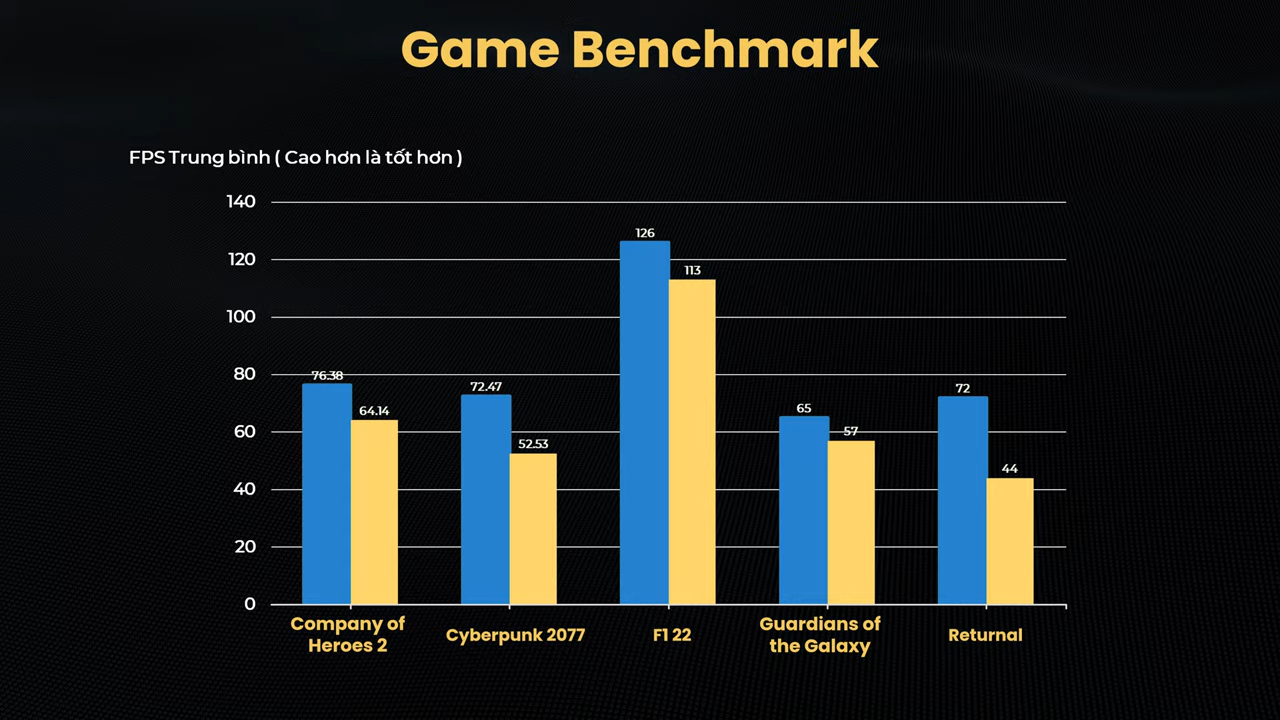 Game Benchmark
FPS Trung bình ( Cao hơn là tốt hơn )
140
120
100
80
60
40
20
0
76.38
64.14
72.47
52.53
126
113
65
57
72
44
Company of
Heroes 2
Cyberpunk 2077
F1 22
Guardians of
the Galaxy
Returnal